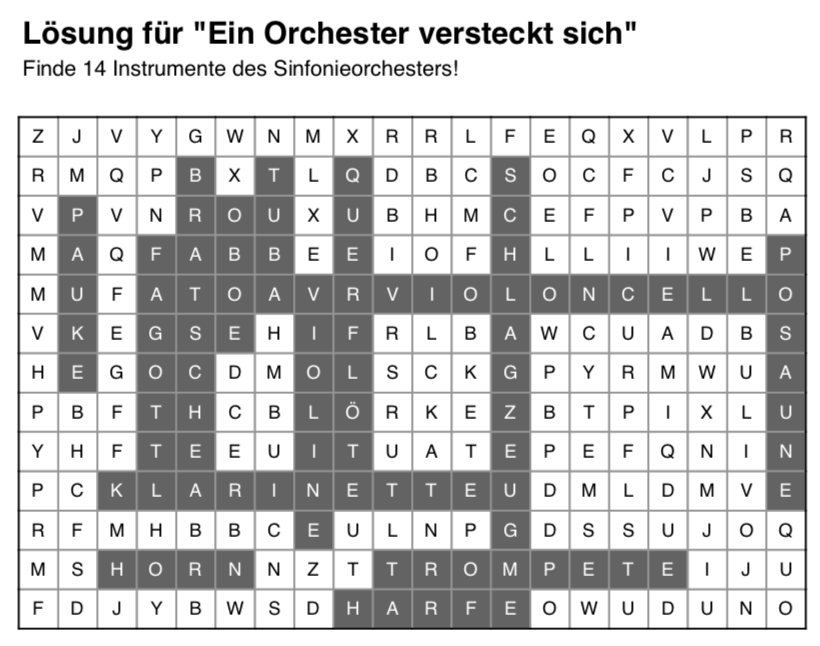 Lösung für "Ein Orchester versteckt sich"
Finde 14 Instrumente des Sinfonieorchesters!
Z J V Y G W N M X R R L F E Q X V L P R
R M Q P B X T L Q D B C S O C F C J S Q
V P V N R O U X U B H M C E F P V P B A
M A Q F A B B E E I O F H L L I I W E P
M U F A T O A V R V I O L O N C E L L O
V K E G S E H I F R L B A W C U A D B S
H E G O C D M O L S C K G P Y R M W U A
P B F T H C B L Ö R K E Z B T P I X L U
Y H F T E E U I T U A T E P E F Q N I N
P C K L A R I N E T T E U D M L D M V E
R F M H B B C E U L N P G D S S U J O Q
M S H O R N N Z T T R O M P E T E I J U
F D J Y B W S D H A R F E O W U D U N O